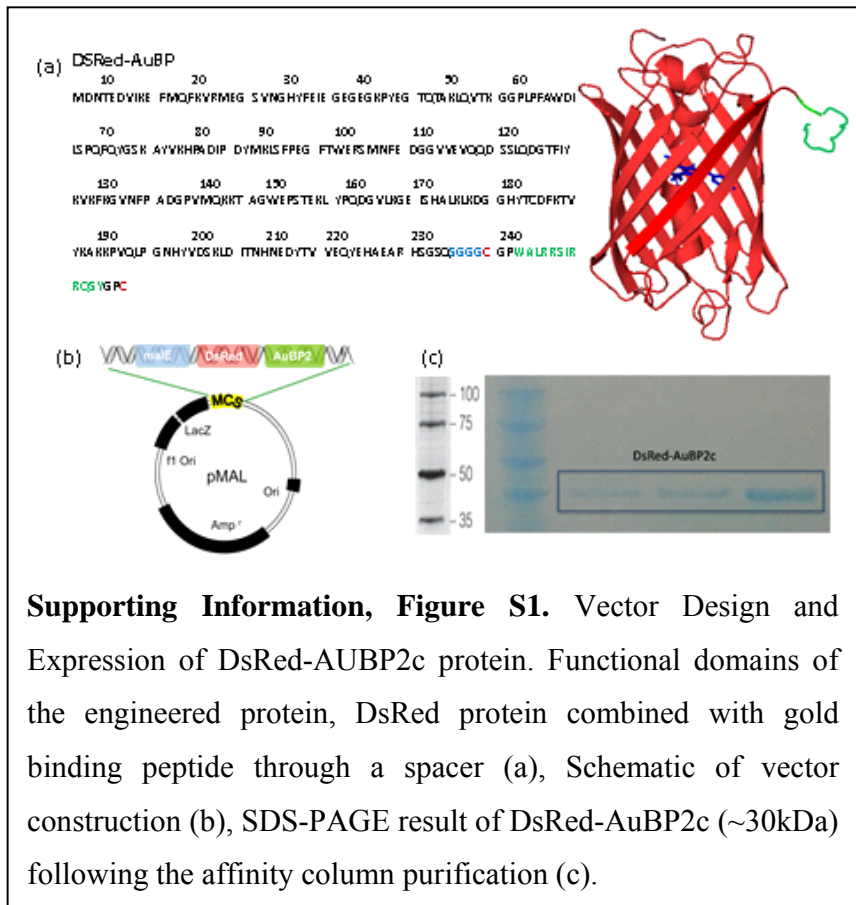 (a) DSRed-AuBP
10 20 30 40 50 60
MDNTEDVIKE FMQFKVRMEG SVNGHYFEIE GEGEGKPYEG TQTAKLQVTK GGPLPFAWDI
70 80 90 100 110 120
LSPQFQYGSK AYVKHPADIP DYMKLSFPEG FTWERSMNFE DGGVVEVQQD SSLQDGTFIY
130 140 150 160 170 180
KVKFKGVNFP ADGPVMQKKT AGWEPSTEKL YPQDGVLKGE ISHALKLKDG GHYTCDFKTV
190 200 210 220 230 240
YKAKKPVQLP GNHYVDSKLD ITNHNEDYTV VEQYEHAEAR HSGSQSGGGC GPWALRRSIR
RQSYGPC
(b)
malE DsRed AuBP2
MCS
LacZ
f1 Ori
pMAL
Ori
Amp r
(c)
100
75
50
35
DsRed-AuBP2c
Supporting Information, Figure S1. Vector Design and
Expression of DsRed-AUBP2c protein. Functional domains of
the engineered protein, DsRed protein combined with gold
binding peptide through a spacer (a), Schematic of vector
construction (b), SDS-PAGE result of DsRed-AuBP2c (~30kDa)
following the affinity column purification (c).